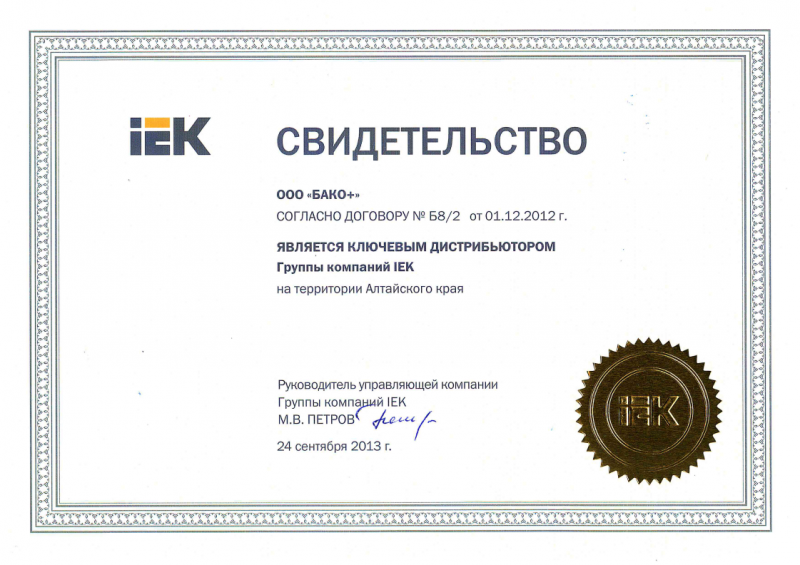 IEK
СВИДЕТЕЛЬСТВО
ООО «БАКО+»
СОГЛАСНО ДОГОВОРУ № Б8/2 от 01.12.2012 г.
ЯВЛЯЕТСЯ КЛЮЧЕВЫМ ДИСТРИБЬЮТОРОМ
Группы компаний IEK
на территории Алтайского края
Руководитель управляющей компании
Группы компаний IEK
М.В. ПЕТРОВ
24 сентября 2013 г.
IEK